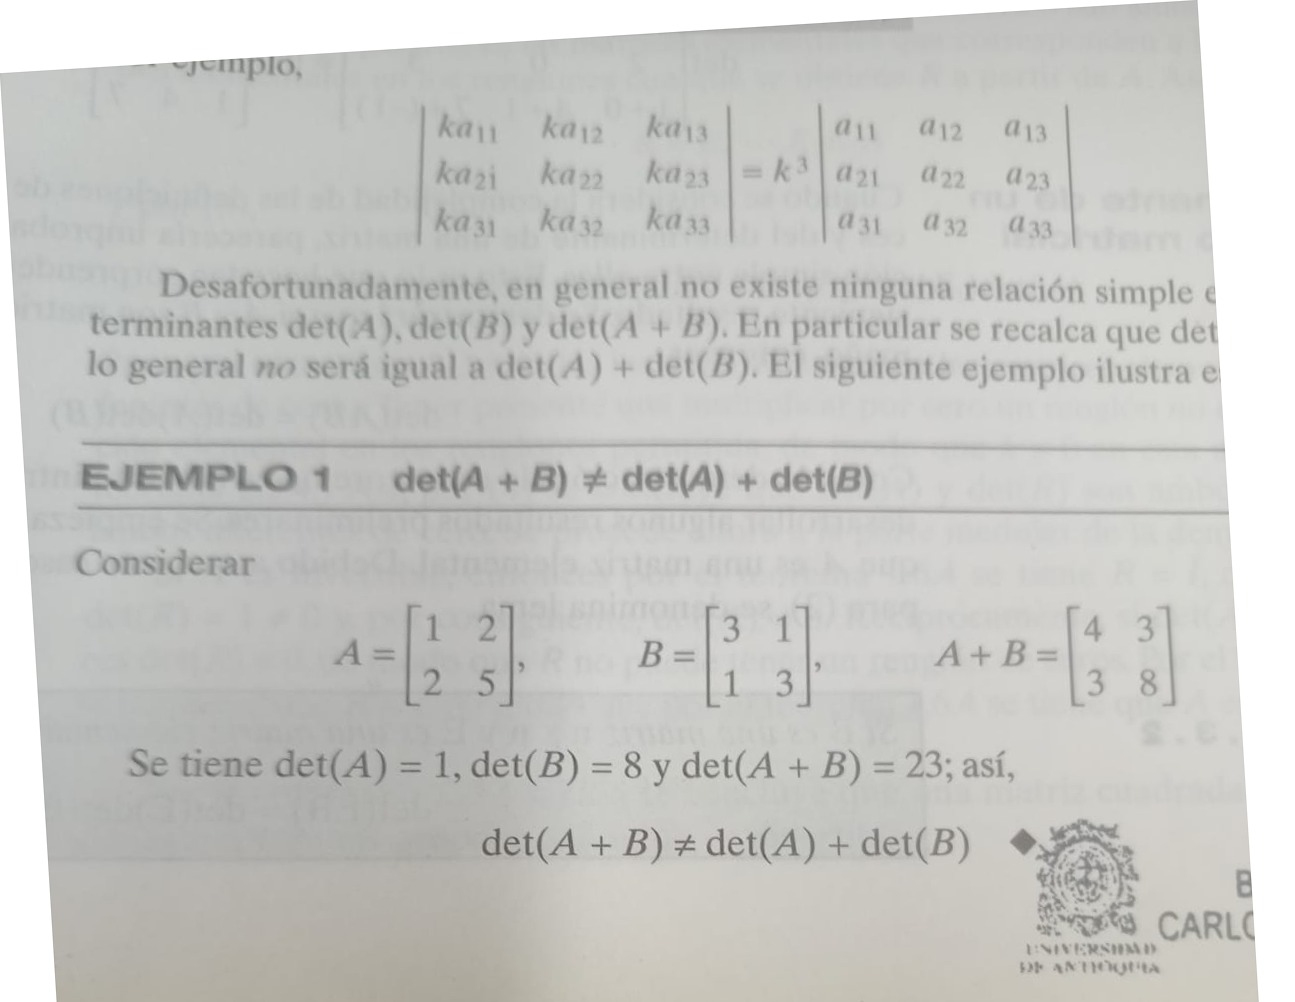 ejemplo,
| ka11 ka12 ka13 | | a11 a12 a13 |
| ka21 ka22 ka23 | = k³ | a21 a22 a23 |
| ka31 ka32 ka33 | | a31 a32 a33 |
Desafortunadamente, en general no existe ninguna relación simple e
terminantes det(A), det(B) y det(A + B). En particular se recalca que det
lo general no será igual a det(A) + det(B). El siguiente ejemplo ilustra e
EJEMPLO 1 det(A + B) ≠ det(A) + det(B)
Considerar
A = [1 2; 2 5], B = [3 1; 1 3], A + B = [4 3; 3 8]
Se tiene det(A) = 1, det(B) = 8 y det(A + B) = 23; así,
det(A + B) ≠ det(A) + det(B) ◆
B
CARLO
UNIVERSIDAD
DE ANTIOQUIA